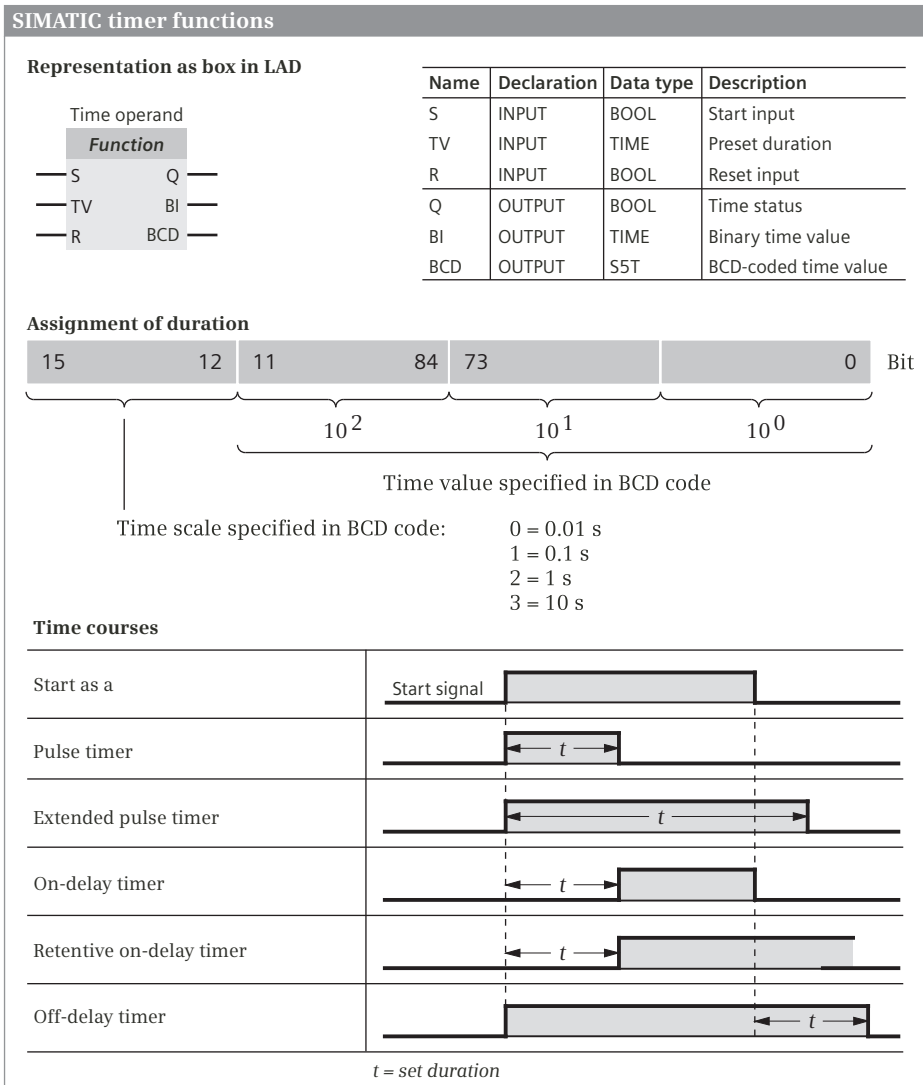 SIMATIC timer functions
Representation as box in LAD
Time operand
Function
S Q
TV BI
R BCD
Name Declaration Data type Description
S INPUT BOOL Start input
TV INPUT TIME Preset duration
R INPUT BOOL Reset input
Q OUTPUT BOOL Time status
BI OUTPUT TIME Binary time value
BCD OUTPUT S5T BCD-coded time value
Assignment of duration
15 12 11 84 73 0 Bit
10² 10¹ 10⁰
Time value specified in BCD code
Time scale specified in BCD code: 0 = 0.01 s
1 = 0.1 s
2 = 1 s
3 = 10 s
Time courses
Start as a Start signal
Pulse timer t
Extended pulse timer t
On-delay timer t
Retentive on-delay timer t
Off-delay timer t
t = set duration